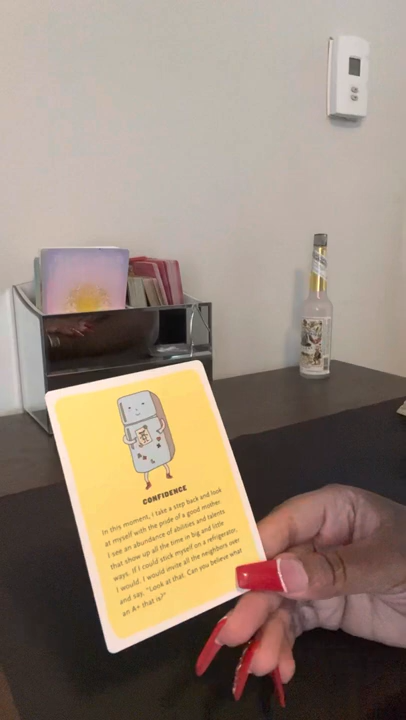 CONFIDENCE
In this moment, I take a step back and look
at myself with the pride of a good mother.
I see an abundance of abilities and talents
that show up all the time in big and little
ways. If I could stick myself on a refrigerator,
I would. I would invite all the neighbors over
and say, "Look at that. Can you believe what
an A+ that is?"